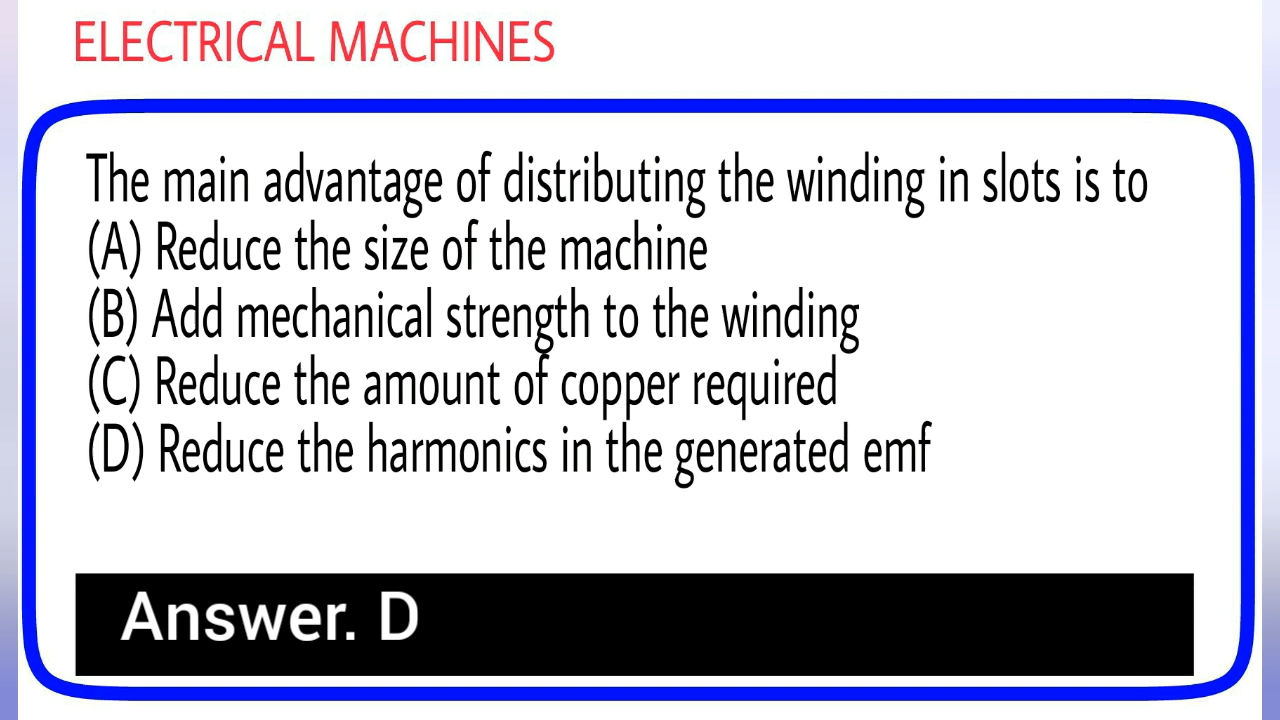 ELECTRICAL MACHINES
The main advantage of distributing the winding in slots is to
(A) Reduce the size of the machine
(B) Add mechanical strength to the winding
(C) Reduce the amount of copper required
(D) Reduce the harmonics in the generated emf
Answer. D